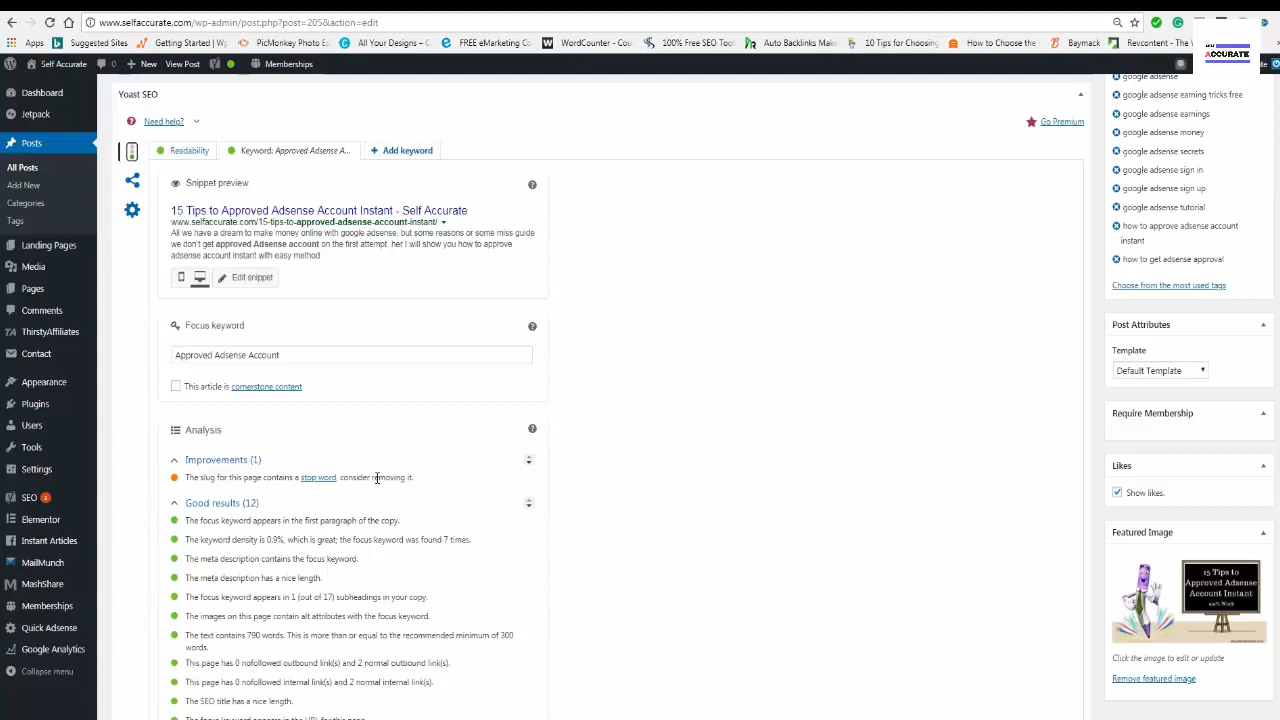 www.selfaccurate.com/wp-admin/post.php?post=205&action=edit
Apps
Suggested Sites
Getting Started | Wp
PicMonkey Photo Ed
All Your Designs - C
FREE eMarketing Co
WordCounter - Cou
100% Free SEO Tool
Auto Backlinks Make
10 Tips for Choosing
How to Choose the
Baymack
Revcontent - The W
ACCURATE
Self Accurate
0
New
View Post
Memberships
Dashboard
Jetpack
Posts
All Posts
Add New
Categories
Tags
Landing Pages
Media
Pages
Comments
ThirstyAffiliates
Contact
Appearance
Plugins
Users
Tools
Settings
SEO 1
Elementor
Instant Articles
MailMunch
MashShare
Memberships
Quick Adsense
Google Analytics
Collapse menu
Yoast SEO
Need help?
Go Premium
Readability
Keyword: Approved Adsense A...
+ Add keyword
Snippet preview
15 Tips to Approved Adsense Account Instant - Self Accurate
www.selfaccurate.com/15-tips-to-approved-adsense-account-instant/
All we have a dream to make money online with google adsense, but some reasons or some miss guide
we don't get approved Adsense account on the first attempt. her I will show you how to approve
adsense account instant with easy method
Edit snippet
Focus keyword
Approved Adsense Account
This article is cornerstone content
Analysis
Improvements (1)
The slug for this page contains a stop word, consider removing it.
Good results (12)
The focus keyword appears in the first paragraph of the copy.
The keyword density is 0.9%, which is great; the focus keyword was found 7 times.
The meta description contains the focus keyword.
The meta description has a nice length.
The focus keyword appears in 1 (out of 17) subheadings in your copy.
The images on this page contain alt attributes with the focus keyword.
The text contains 790 words. This is more than or equal to the recommended minimum of 300
words.
This page has 0 nofollowed outbound link(s) and 2 normal outbound link(s).
This page has 0 nofollowed internal link(s) and 2 normal internal link(s).
The SEO title has a nice length.
The focus keyword appears in the URL for this page.
google adsense
google adsense earning tricks free
google adsense earnings
google adsense money
google adsense secrets
google adsense sign in
google adsense sign up
google adsense tutorial
how to approve adsense account
instant
how to get adsense approval
Choose from the most used tags
Post Attributes
Template
Default Template
Require Membership
Likes
Show likes.
Featured Image
15 Tips to
Approved Adsense
Account Instant
100% Work
Click the image to edit or update
Remove featured image